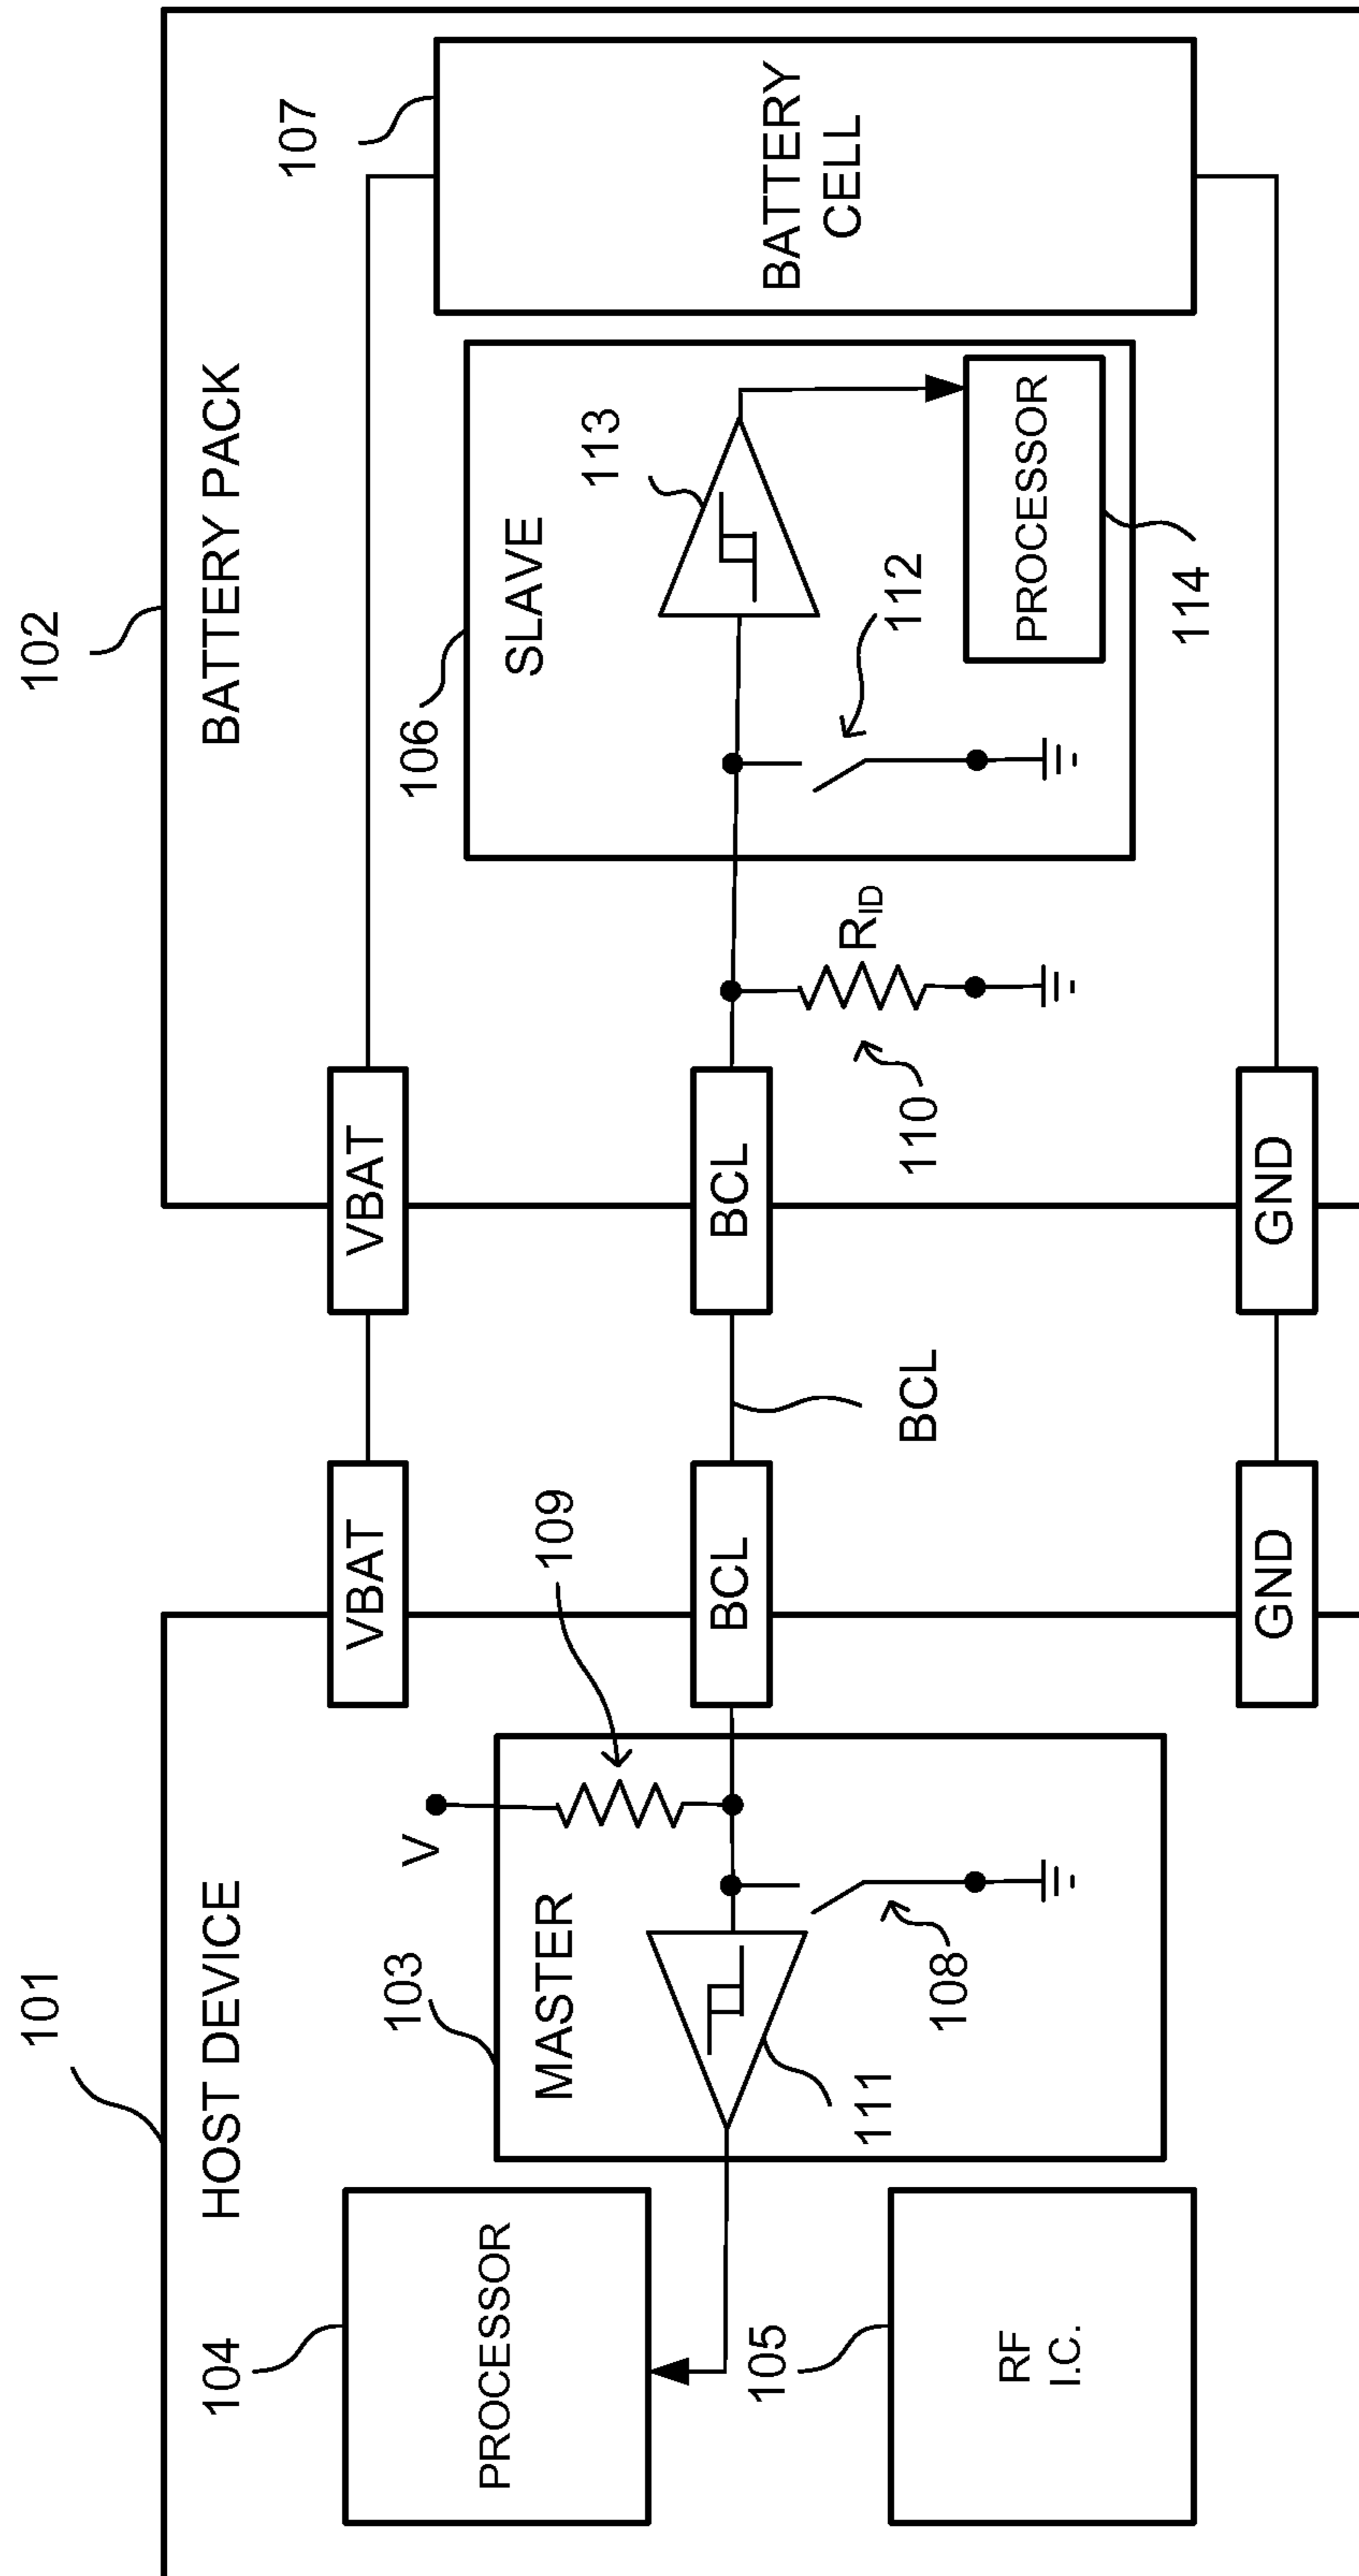 101
102
HOST DEVICE
BATTERY PACK
104
PROCESSOR
105
RF
I.C.
103
MASTER
V
109
111
108
VBAT
BCL
GND
BCL
VBAT
BCL
GND
110
RID
106
SLAVE
113
112
PROCESSOR
114
107
BATTERY
CELL